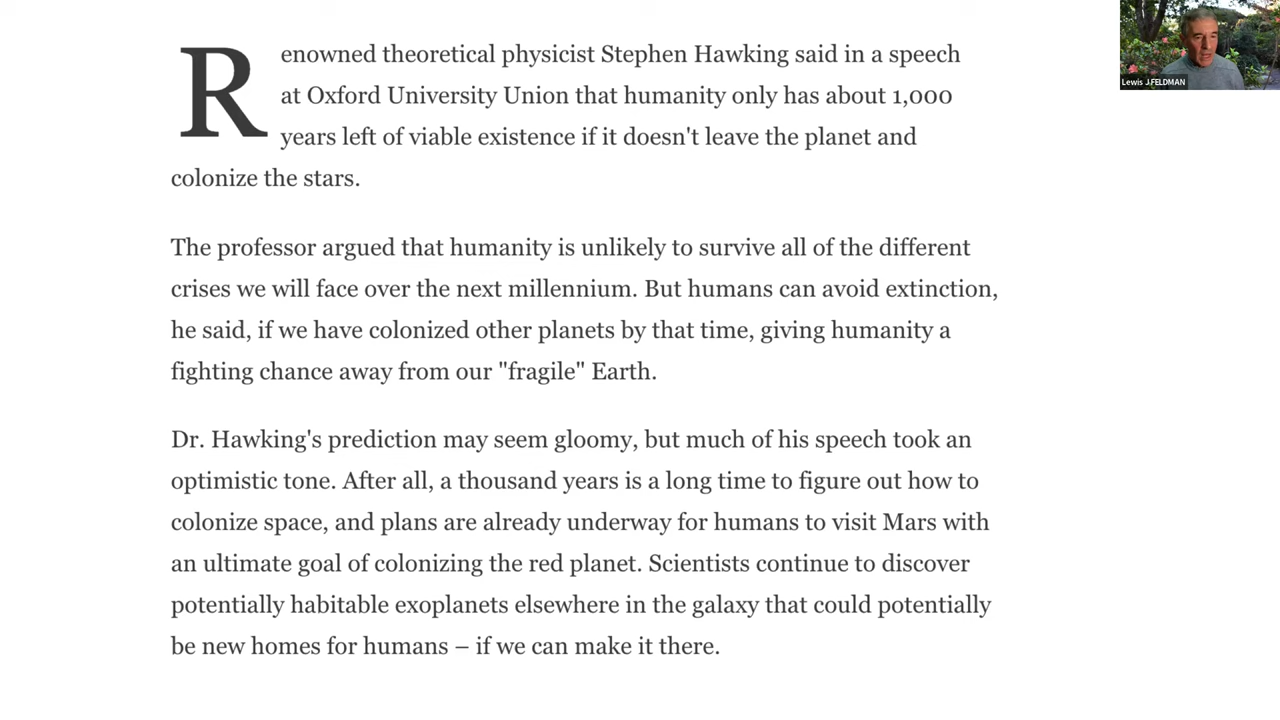 Renowned theoretical physicist Stephen Hawking said in a speech
at Oxford University Union that humanity only has about 1,000
years left of viable existence if it doesn't leave the planet and
colonize the stars.
The professor argued that humanity is unlikely to survive all of the different
crises we will face over the next millennium. But humans can avoid extinction,
he said, if we have colonized other planets by that time, giving humanity a
fighting chance away from our "fragile" Earth.
Dr. Hawking's prediction may seem gloomy, but much of his speech took an
optimistic tone. After all, a thousand years is a long time to figure out how to
colonize space, and plans are already underway for humans to visit Mars with
an ultimate goal of colonizing the red planet. Scientists continue to discover
potentially habitable exoplanets elsewhere in the galaxy that could potentially
be new homes for humans – if we can make it there.
Lewis J FELDMAN